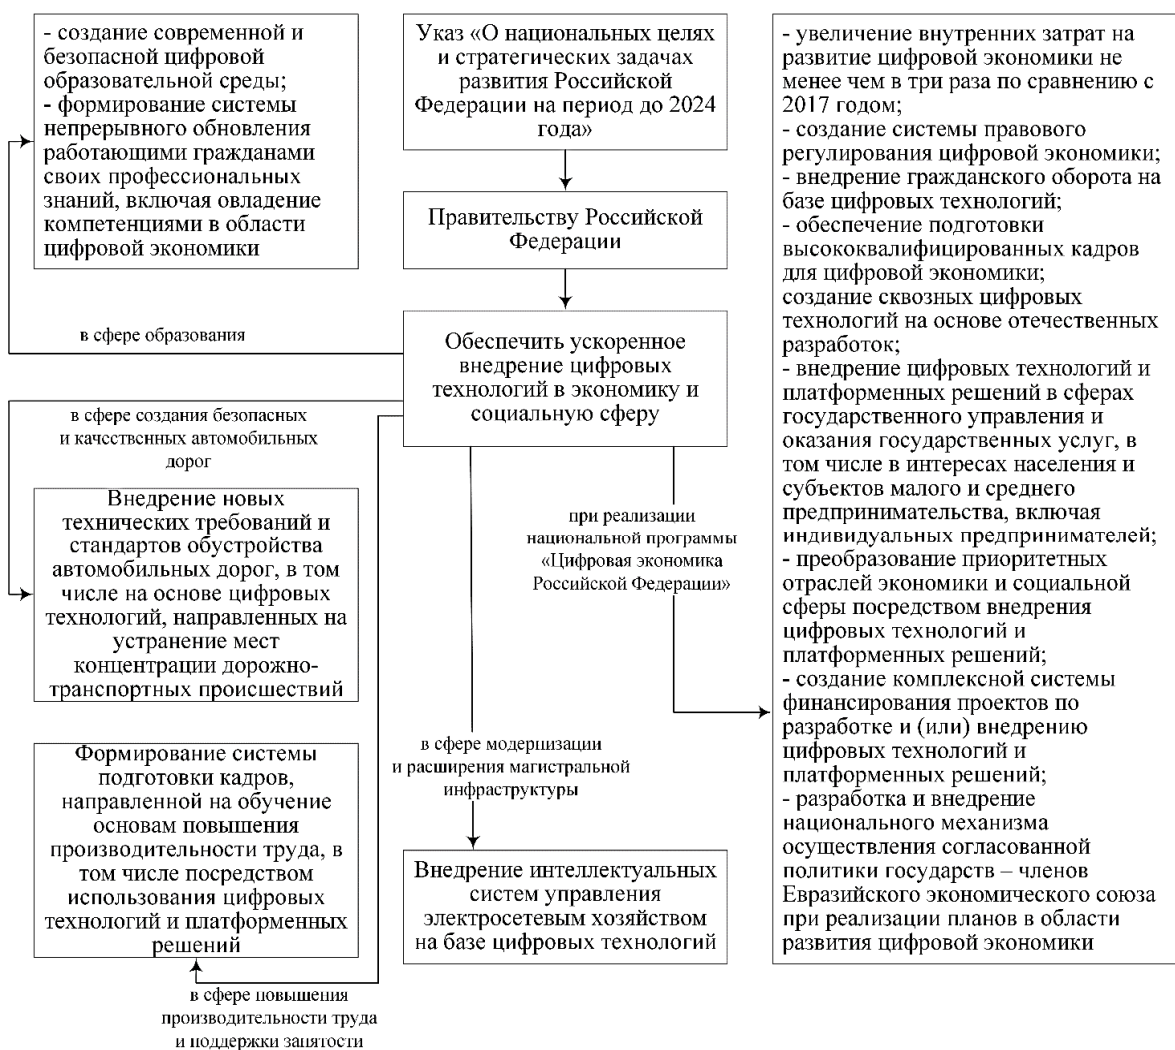 - создание современной и
безопасной цифровой
образовательной среды;
- формирование системы
непрерывного обновления
работающими гражданами
своих профессиональных
знаний, включая овладение
компетенциями в области
цифровой экономики
Указ «О национальных целях
и стратегических задачах
развития Российской
Федерации на период до 2024
года»
Правительству Российской
Федерации
Обеспечить ускоренное
внедрение цифровых
технологий в экономику и
социальную сферу
в сфере образования
в сфере создания безопасных
и качественных автомобильных
дорог
Внедрение новых
технических требований и
стандартов обустройства
автомобильных дорог, в том
числе на основе цифровых
технологий, направленных на
устранение мест
концентрации дорожно-
транспортных происшествий
Формирование системы
подготовки кадров,
направленной на обучение
основам повышения
производительности труда, в
том числе посредством
использования цифровых
технологий и платформенных
решений
в сфере повышения
производительности труда
и поддержки занятости
в сфере модернизации
и расширения магистральной
инфраструктуры
Внедрение интеллектуальных
систем управления
электросетевым хозяйством
на базе цифровых технологий
при реализации
национальной программы
«Цифровая экономика
Российской Федерации»
- увеличение внутренних затрат на
развитие цифровой экономики не
менее чем в три раза по сравнению с
2017 годом;
- создание системы правового
регулирования цифровой экономики;
- внедрение гражданского оборота на
базе цифровых технологий;
- обеспечение подготовки
высококвалифицированных кадров
для цифровой экономики;
создание сквозных цифровых
технологий на основе отечественных
разработок;
- внедрение цифровых технологий и
платформенных решений в сферах
государственного управления и
оказания государственных услуг, в
том числе в интересах населения и
субъектов малого и среднего
предпринимательства, включая
индивидуальных предпринимателей;
- преобразование приоритетных
отраслей экономики и социальной
сферы посредством внедрения
цифровых технологий и
платформенных решений;
- создание комплексной системы
финансирования проектов по
разработке и (или) внедрению
цифровых технологий и
платформенных решений;
- разработка и внедрение
национального механизма
осуществления согласованной
политики государств – членов
Евразийского экономического союза
при реализации планов в области
развития цифровой экономики